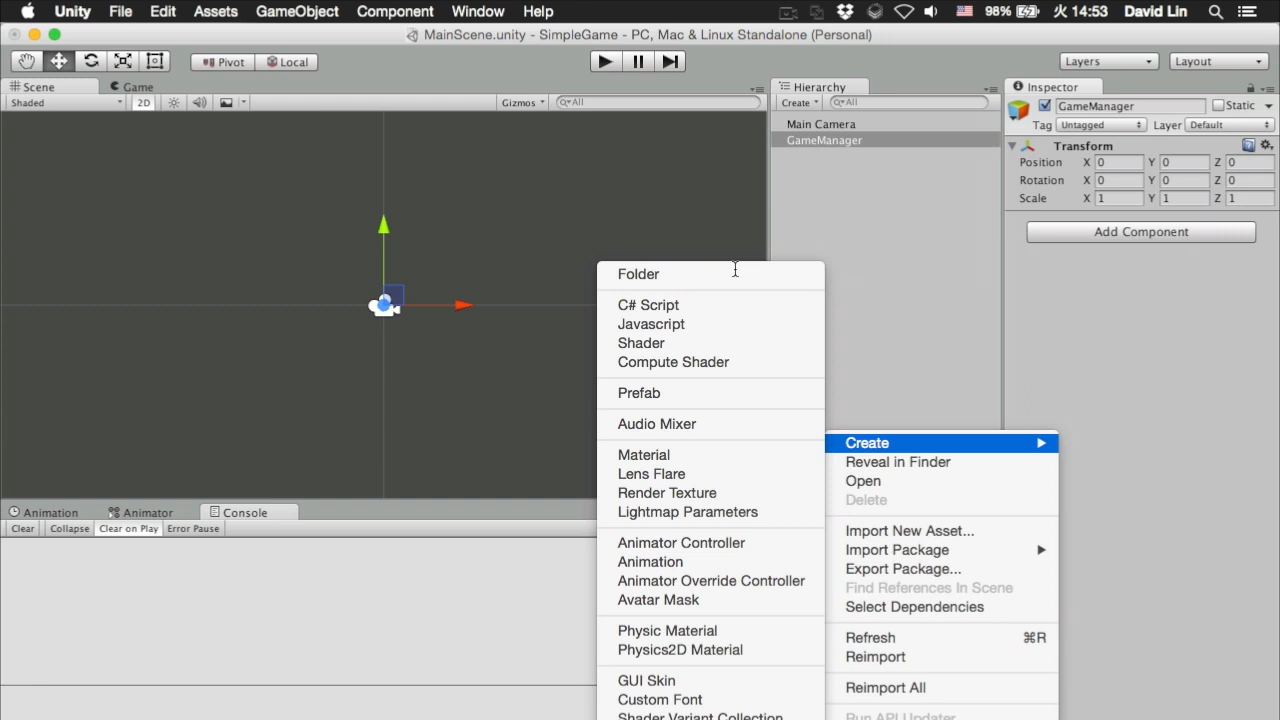 Unity File Edit Assets GameObject Component Window Help 98% 火 14:53 David Lin
MainScene.unity - SimpleGame - PC, Mac & Linux Standalone (Personal)
Pivot Local Layers Layout
Scene Game Hierarchy Inspector
Shaded 2D Gizmos All Create All GameManager Static
Main Camera Tag Untagged Layer Default
GameManager Transform
Position X 0 Y 0 Z 0
Rotation X 0 Y 0 Z 0
Scale X 1 Y 1 Z 1
Add Component
Folder
C# Script
Javascript
Shader
Compute Shader
Prefab
Audio Mixer
Material
Lens Flare
Render Texture
Lightmap Parameters
Animator Controller
Animation
Animator Override Controller
Avatar Mask
Physic Material
Physics2D Material
GUI Skin
Custom Font
Shader Variant Collection
Create
Reveal in Finder
Open
Delete
Import New Asset...
Import Package
Export Package...
Find References In Scene
Select Dependencies
Refresh ⌘R
Reimport
Reimport All
Run API Updater
Animation Animator Console
Clear Collapse Clear on Play Error Pause